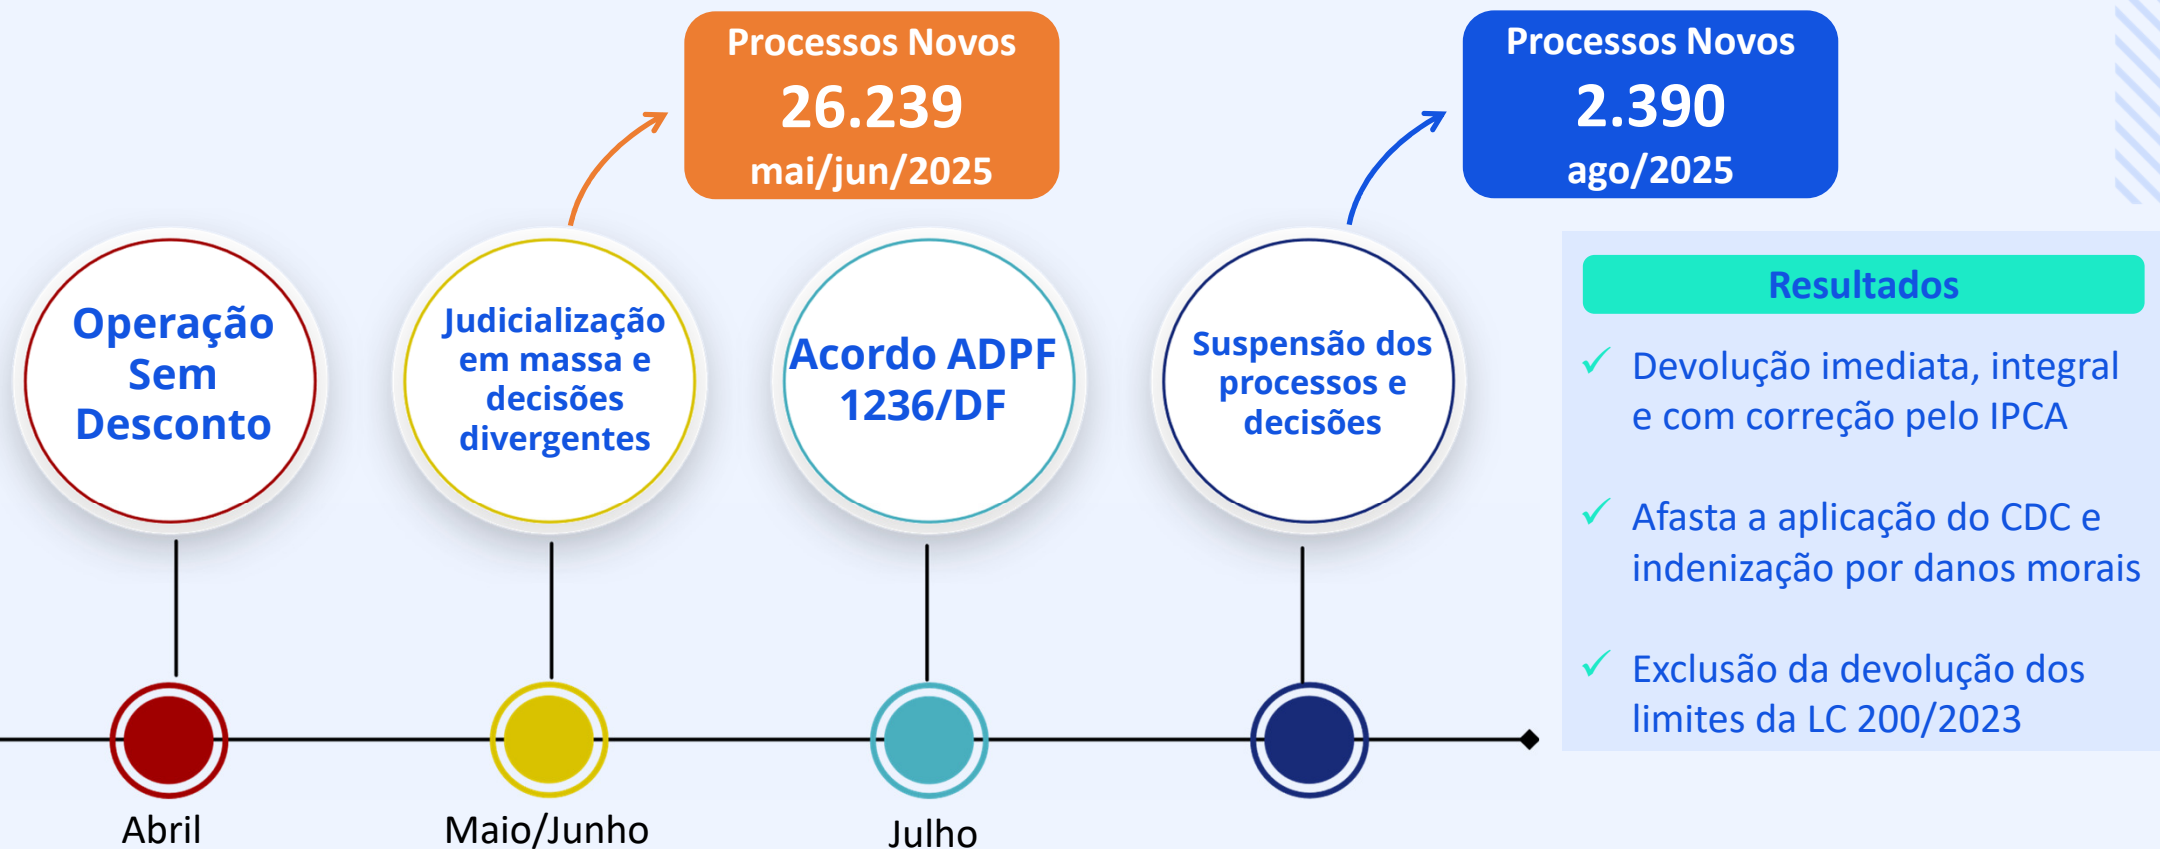 Processos Novos
26.239
mai/jun/2025
Processos Novos
2.390
ago/2025
Operação
Sem
Desconto
Judicialização
em massa e
decisões
divergentes
Acordo ADPF
1236/DF
Suspensão dos
processos e
decisões
Abril
Maio/Junho
Julho
Resultados
✓ Devolução imediata, integral
e com correção pelo IPCA
✓ Afasta a aplicação do CDC e
indenização por danos morais
✓ Exclusão da devolução dos
limites da LC 200/2023